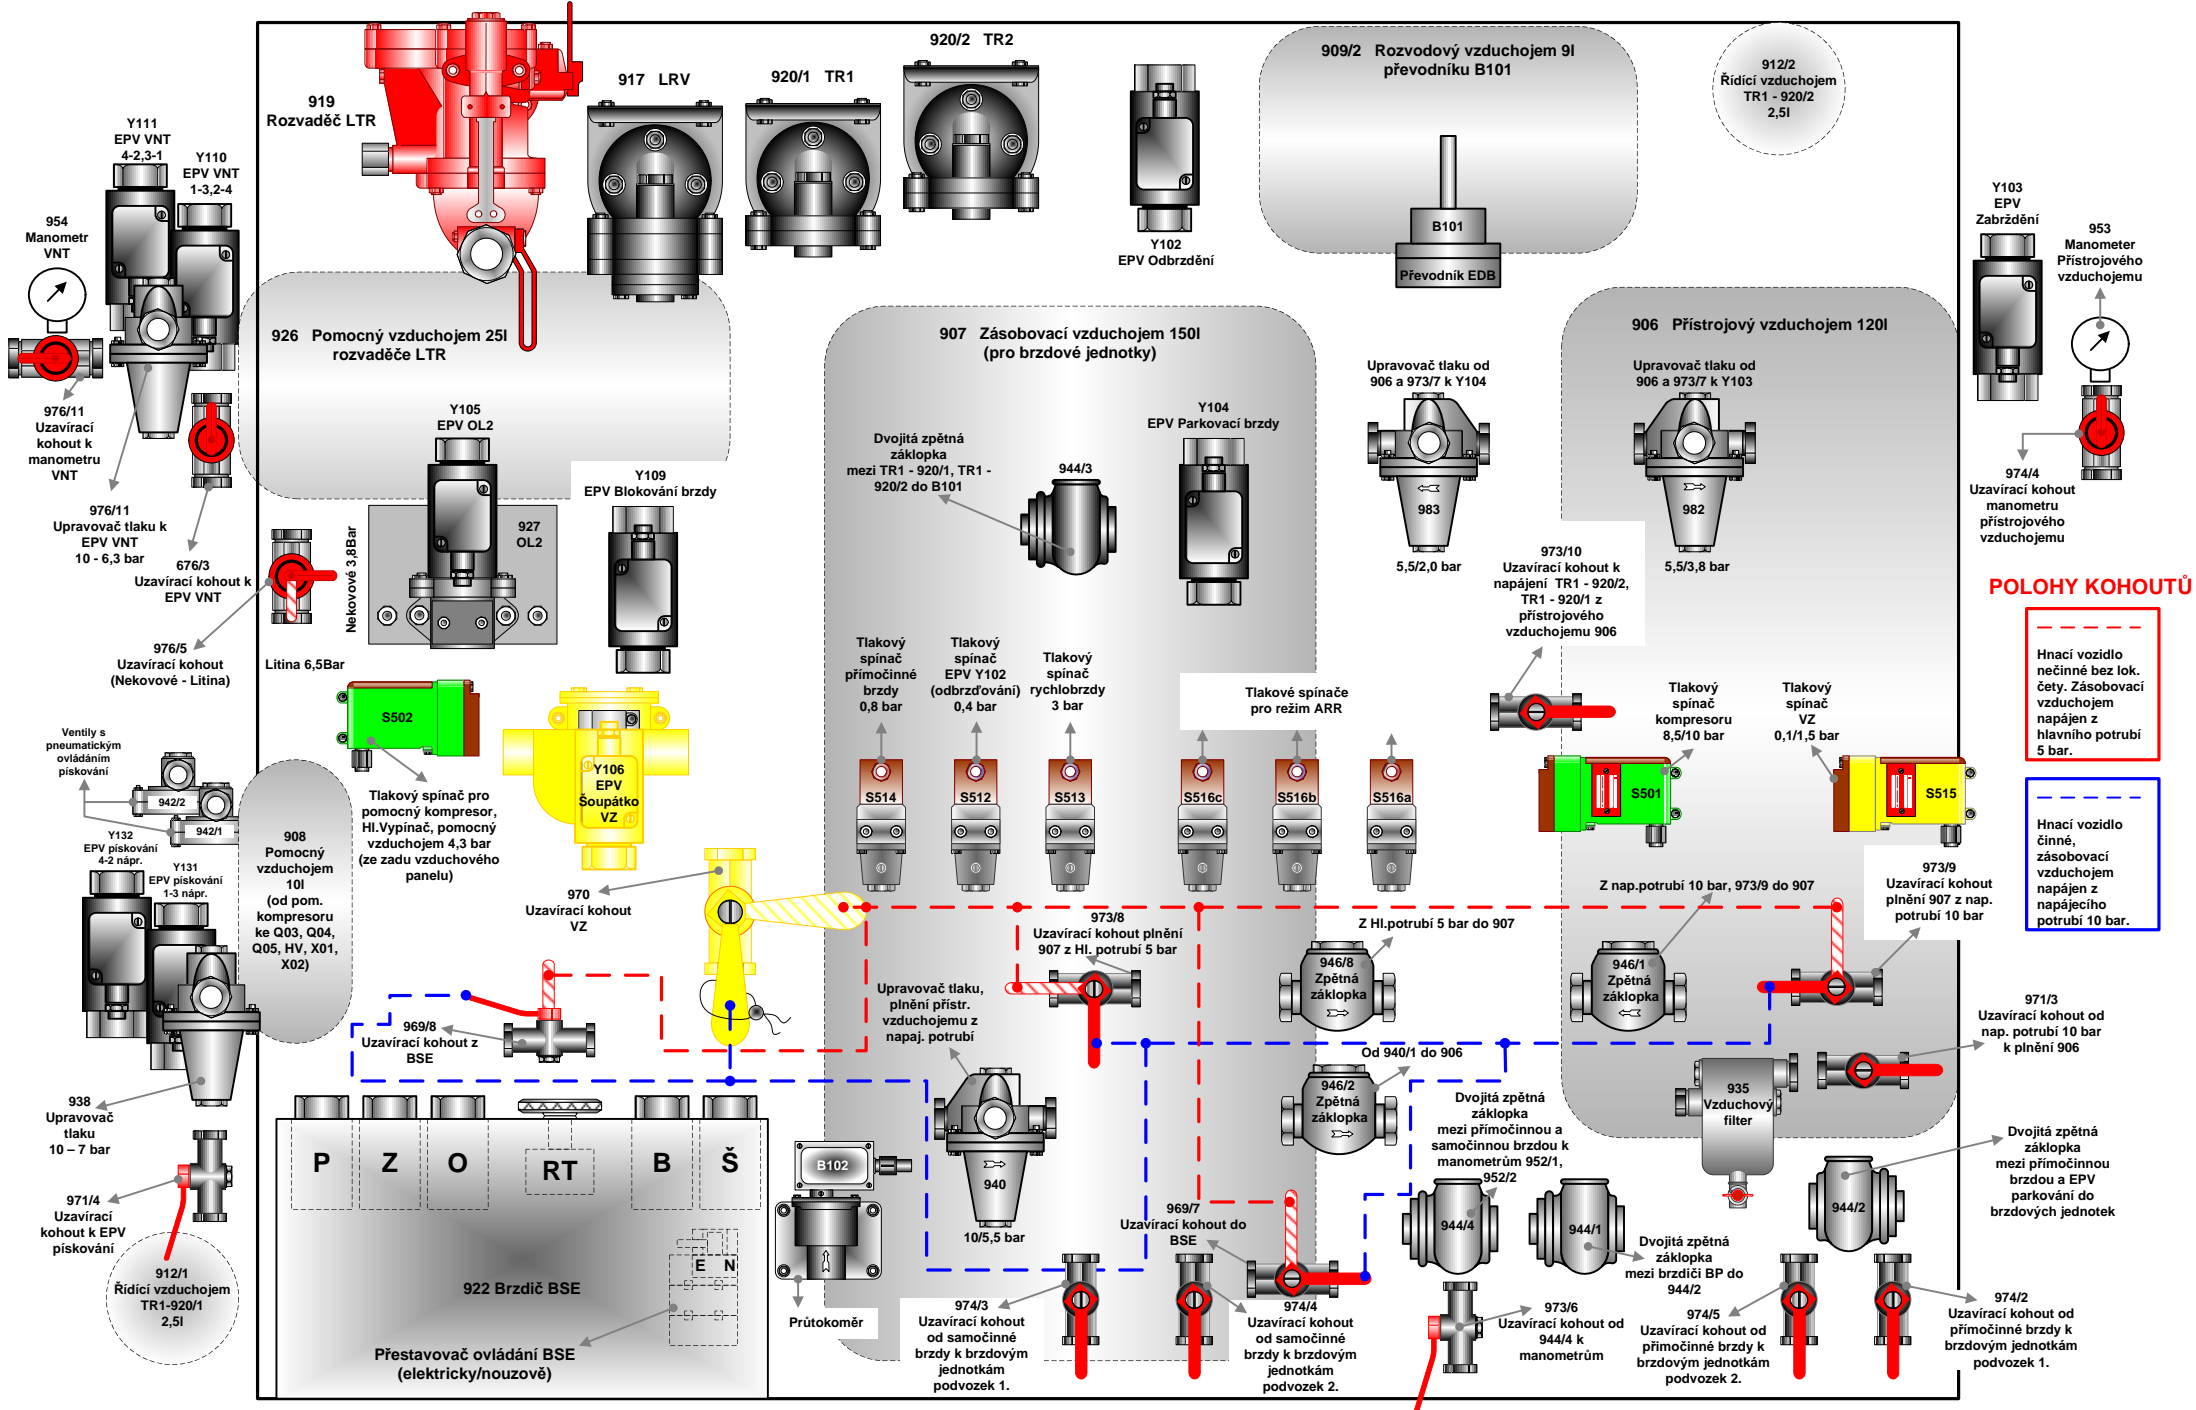 919
Rozvaděč LTR
917 LRV
920/1 TR1
920/2 TR2
Y102
EPV Odbrzdění
909/2 Rozvodový vzduchojem 9l
převodníku B101
B101
Převodník EDB
912/2
Řídící vzduchojem
TR1 - 920/2
2,5l
Y111
EPV VNT
4-2,3-1
Y110
EPV VNT
1-3,2-4
954
Manometr
VNT
976/11
Uzavírací
kohout k
manometru
VNT
976/11
Upravovač tlaku k
EPV VNT
10 - 6,3 bar
676/3
Uzavírací kohout k
EPV VNT
976/5
Uzavírací kohout
(Nekovové - Litina)
Nekovové 3,8Bar
Litina 6,5Bar
926 Pomocný vzduchojem 25l
rozvaděče LTR
Y105
EPV OL2
927
OL2
Y109
EPV Blokování brzdy
907 Zásobovací vzduchojem 150l
(pro brzdové jednotky)
Dvojitá zpětná
záklopka
mezi TR1 - 920/1, TR1 -
920/2 do B101
944/3
Y104
EPV Parkovací brzdy
Upravovač tlaku od
906 a 973/7 k Y104
983
5,5/2,0 bar
906 Přístrojový vzduchojem 120l
Upravovač tlaku od
906 a 973/7 k Y103
982
5,5/3,8 bar
Y103
EPV
Zabrždění
953
Manometer
Přístrojového
vzduchojemu
974/4
Uzavírací kohout
manometru
přístrojového
vzduchojemu
973/10
Uzavírací kohout k
napájení TR1 - 920/2,
TR1 - 920/1 z
přístrojového
vzduchojemu 906
POLOHY KOHOUTŮ
Hnací vozidlo
nečinné bez lok.
čety. Zásobovací
vzduchojem
napájen z
hlavního potrubí
5 bar.
Hnací vozidlo
činné,
zásobovací
vzduchojem
napájen z
napájecího
potrubí 10 bar.
S502
Tlakový spínač pro
pomocný kompresor,
Hl.Vypínač, pomocný
vzduchojem 4,3 bar
(ze zadu vzduchového
panelu)
Y106
EPV
Šoupátko
VZ
970
Uzavírací kohout
VZ
Tlakový
spínač
přímočinné
brzdy
0,8 bar
Tlakový
spínač
EPV Y102
(odbrzďování)
0,4 bar
Tlakový
spínač
rychlobrzdy
3 bar
Tlakové spínače
pro režim ARR
S514
S512
S513
S516c
S516b
S516a
Tlakový
spínač
kompresoru
8,5/10 bar
S501
Tlakový
spínač
VZ
0,1/1,5 bar
S515
Ventily s
pneumatickým
ovládáním
pískování
942/2
942/1
Y132
EPV pískování
4-2 nápr.
Y131
EPV pískování
1-3 nápr.
908
Pomocný
vzduchojem
10l
(od pom.
kompresoru
ke Q03, Q04,
Q05, HV, X01,
X02)
938
Upravovač
tlaku
10 – 7 bar
971/4
Uzavírací
kohout k EPV
pískování
912/1
Řídící vzduchojem
TR1-920/1
2,5l
969/8
Uzavírací kohout z
BSE
P
Z
O
RT
B
Š
E N
922 Brzdič BSE
Přestavovač ovládání BSE
(elektricky/nouzově)
B102
Průtokoměr
Upravovač tlaku,
plnění přístr.
vzduchojemu z
napaj. potrubí
940
10/5,5 bar
973/8
Uzavírací kohout plnění
907 z Hl. potrubí 5 bar
Z Hl.potrubí 5 bar do 907
946/8
Zpětná
záklopka
Od 940/1 do 906
946/2
Zpětná
záklopka
Z nap.potrubí 10 bar, 973/9 do 907
946/1
Zpětná
záklopka
973/9
Uzavírací kohout
plnění 907 z nap.
potrubí 10 bar
971/3
Uzavírací kohout od
nap. potrubí 10 bar
k plnění 906
935
Vzduchový
filter
Dvojitá zpětná
záklopka
mezi přímočinnou a
samočinnou brzdou k
manometrům 952/1,
952/2
944/4
944/1
Dvojitá zpětná
záklopka
mezi brzdiči BP do
944/2
944/2
Dvojitá zpětná
záklopka
mezi přímočinnou
brzdou a EPV
parkování do
brzdových jednotek
969/7
Uzavírací kohout do
BSE
974/3
Uzavírací kohout
od samočinné
brzdy k brzdovým
jednotkám
podvozek 1.
974/4
Uzavírací kohout
od samočinné
brzdy k brzdovým
jednotkám
podvozek 2.
973/6
Uzavírací kohout od
944/4 k
manometrům
974/5
Uzavírací kohout od
přimočinné brzdy k
brzdovým jednotkám
podvozek 2.
974/2
Uzavírací kohout od
přímočinné brzdy k
brzdovým jednotkám
podvozek 1.